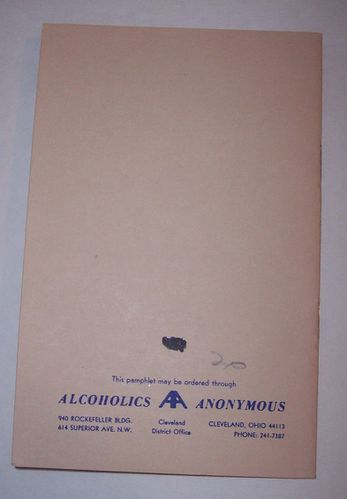 20
This pamphlet may be ordered through
ALCOHOLICS AA ANONYMOUS
940 ROCKEFELLER BLDG. Cleveland CLEVELAND, OHIO 44113
614 SUPERIOR AVE. N.W. District Office PHONE: 241-7387